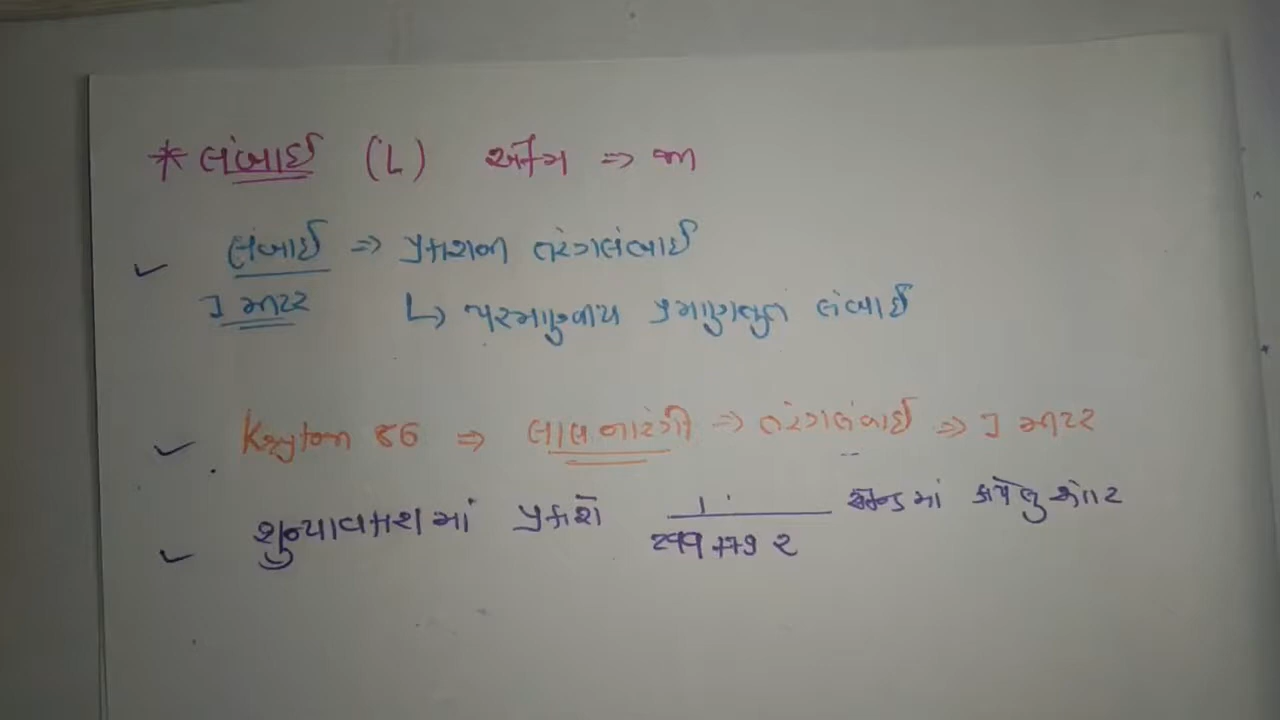 * લંબાઈ (L) એકમ => m
લંબાઈ => પ્રકાશની તરંગલંબાઈ
1 મીટર ↳ પરમાણ્વીય પ્રમાણભૂત લંબાઈ
Krypton 86 => લાલ નારંગી => તરંગલંબાઈ => 1 મીટર
શુન્યાવકાશમાં પ્રકાશે 1 સેકન્ડમાં કાપેલુ અંતર